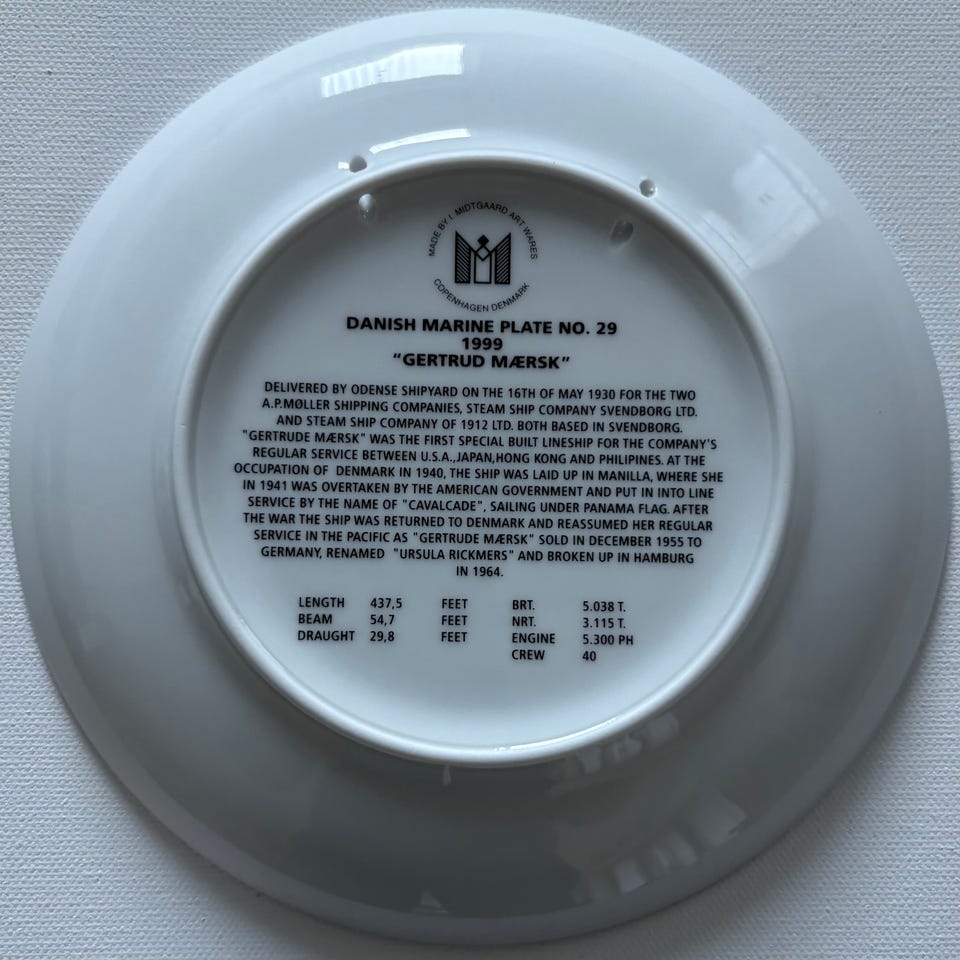 MADE BY I. MIDTGAARD ART WARES
COPENHAGEN DENMARK
DANISH MARINE PLATE NO. 29
1999
"GERTRUD MÆRSK"
DELIVERED BY ODENSE SHIPYARD ON THE 16TH OF MAY 1930 FOR THE TWO
A.P.MØLLER SHIPPING COMPANIES, STEAM SHIP COMPANY SVENDBORG LTD.
AND STEAM SHIP COMPANY OF 1912 LTD. BOTH BASED IN SVENDBORG.
"GERTRUDE MÆRSK" WAS THE FIRST SPECIAL BUILT LINESHIP FOR THE COMPANY'S
REGULAR SERVICE BETWEEN U.S.A.,JAPAN,HONG KONG AND PHILIPINES. AT THE
OCCUPATION OF DENMARK IN 1940, THE SHIP WAS LAID UP IN MANILLA, WHERE SHE
IN 1941 WAS OVERTAKEN BY THE AMERICAN GOVERNMENT AND PUT IN INTO LINE
SERVICE BY THE NAME OF "CAVALCADE", SAILING UNDER PANAMA FLAG. AFTER
THE WAR THE SHIP WAS RETURNED TO DENMARK AND REASSUMED HER REGULAR
SERVICE IN THE PACIFIC AS "GERTRUDE MÆRSK" SOLD IN DECEMBER 1955 TO
GERMANY, RENAMED "URSULA RICKMERS" AND BROKEN UP IN HAMBURG
IN 1964.
LENGTH 437,5 FEET BRT. 5.038 T.
BEAM 54,7 FEET NRT. 3.115 T.
DRAUGHT 29,8 FEET ENGINE 5.300 PH
CREW 40